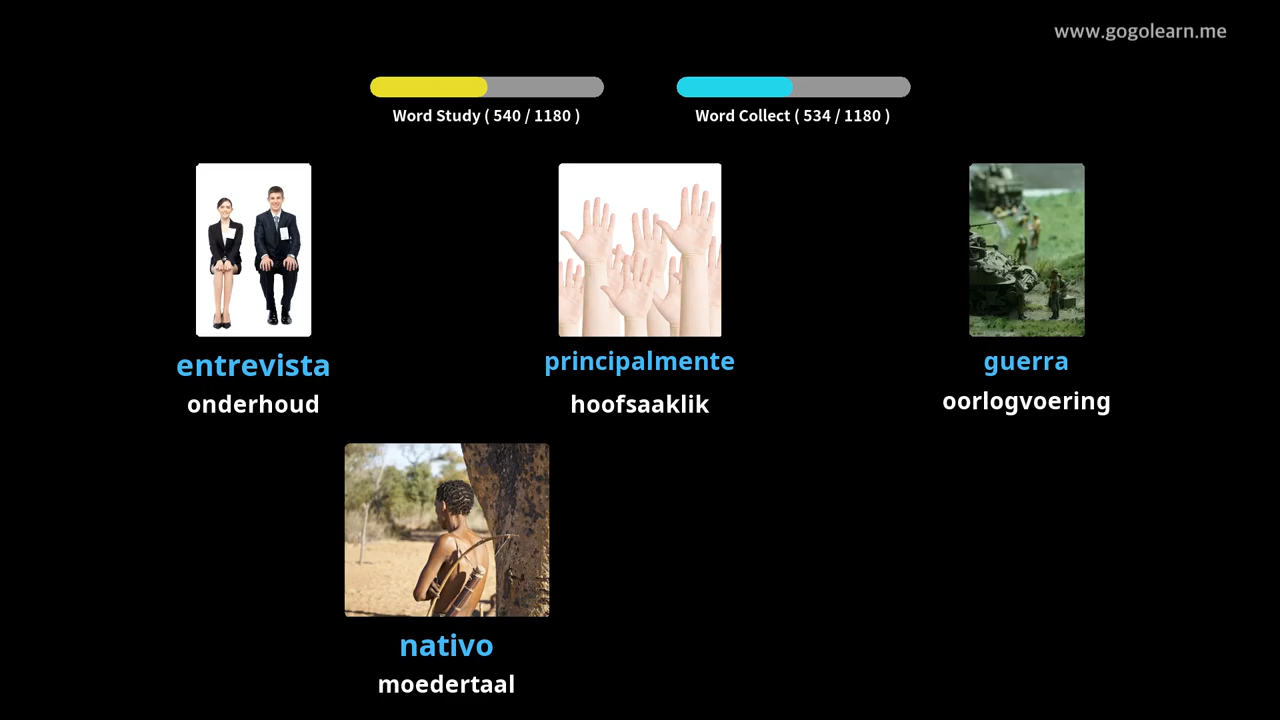 www.gogolearn.me
Word Study ( 540 / 1180 )
Word Collect ( 534 / 1180 )
entrevista
onderhoud
principalmente
hoofsaaklik
guerra
oorlogvoering
nativo
moedertaal